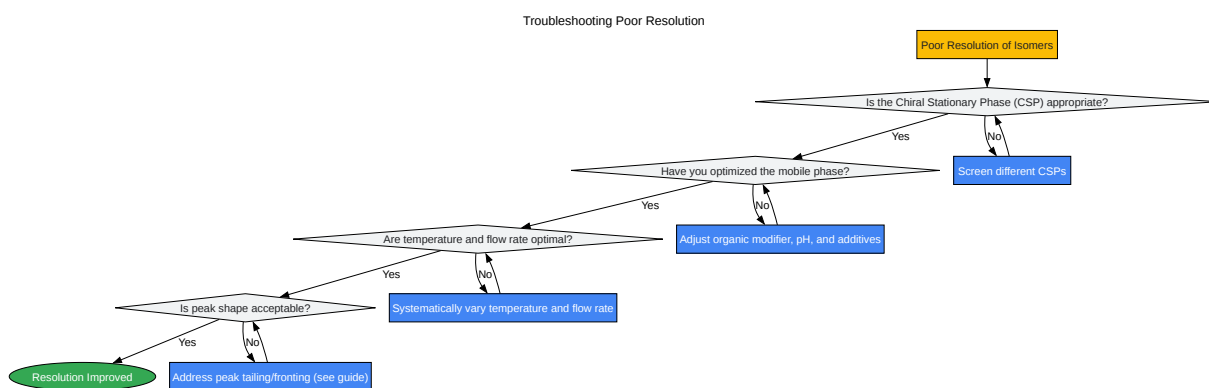 Troubleshooting Poor Resolution
Poor Resolution of Isomers
Is the Chiral Stationary Phase (CSP) appropriate?
Yes
No
Have you optimized the mobile phase?
Screen different CSPs
Yes
No
Are temperature and flow rate optimal?
Adjust organic modifier, pH, and additives
Yes
No
Is peak shape acceptable?
Systematically vary temperature and flow rate
Yes
No
Resolution Improved
Address peak tailing/fronting (see guide)